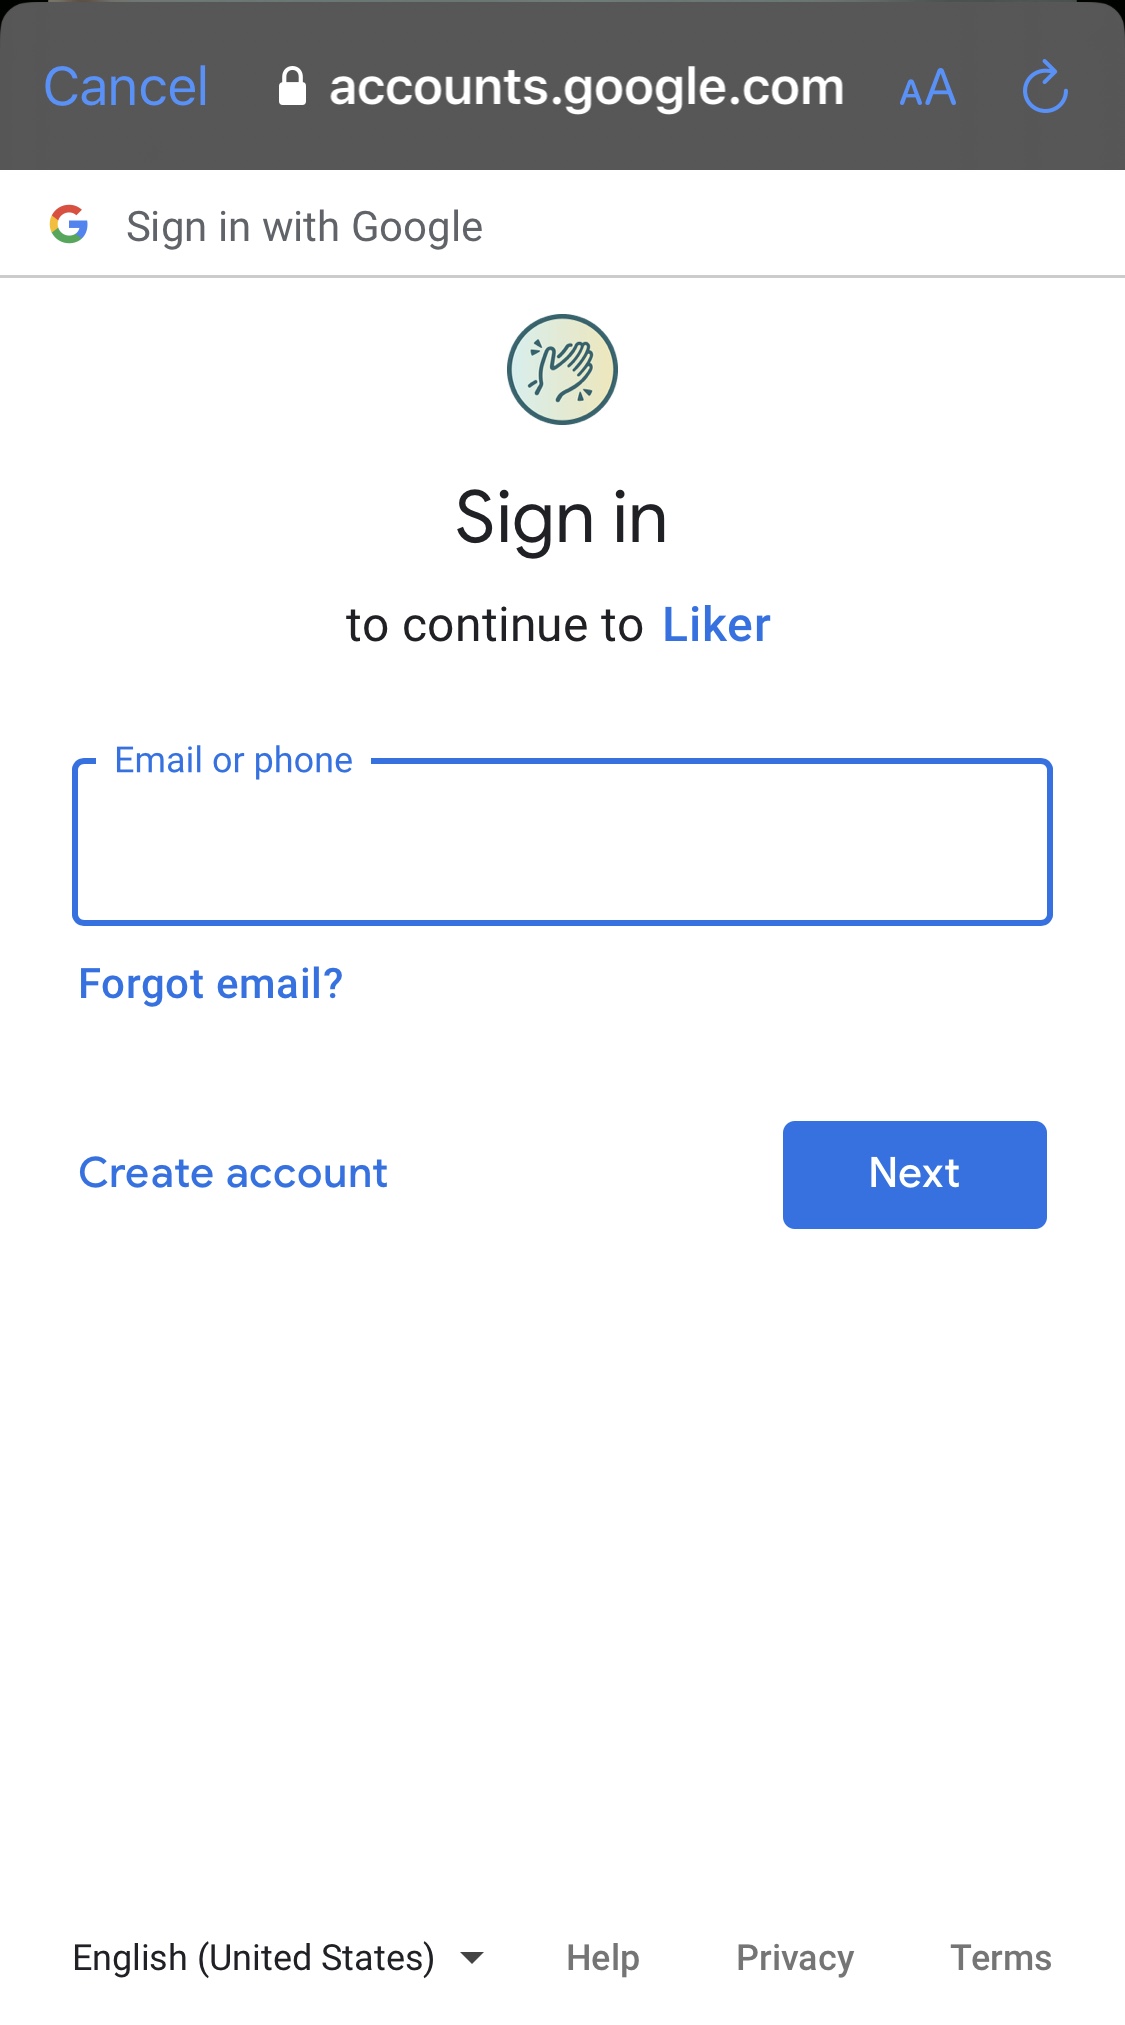 Cancel accounts.google.com AA
Sign in with Google
Sign in
to continue to Liker
Email or phone
Forgot email?
Create account Next
English (United States) Help Privacy Terms